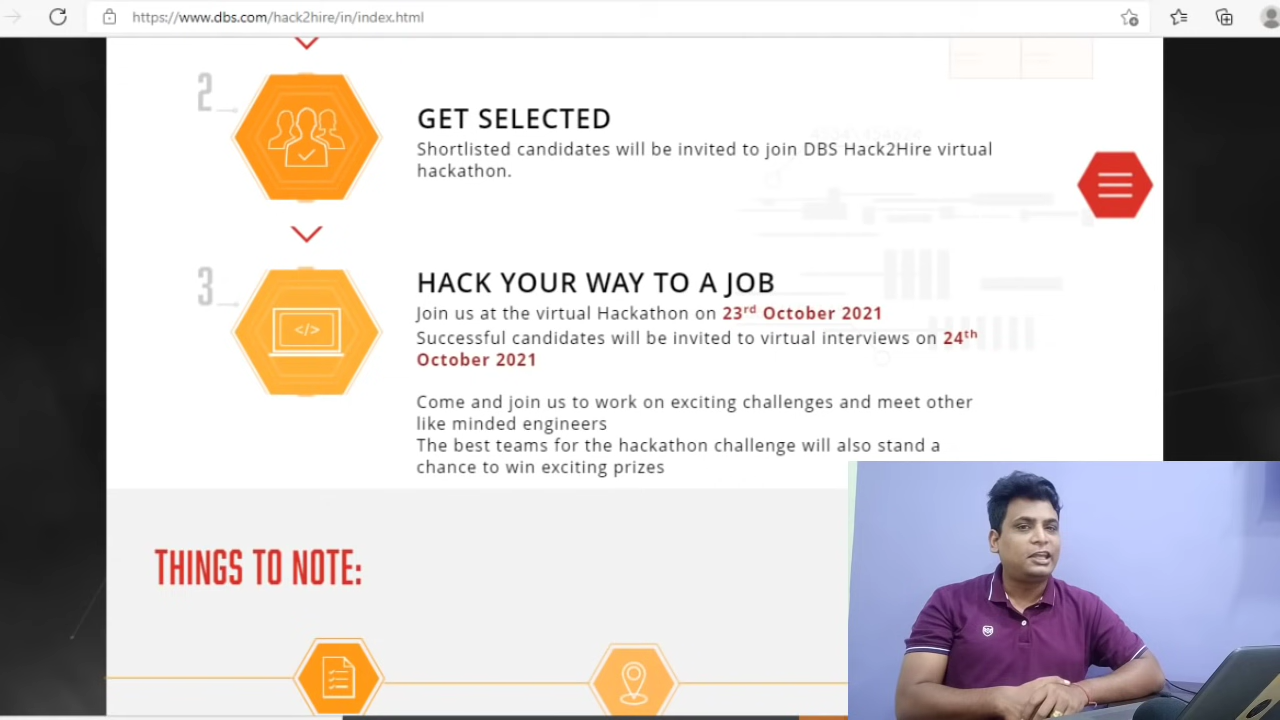 https://www.dbs.com/hack2hire/in/index.html
2
GET SELECTED
Shortlisted candidates will be invited to join DBS Hack2Hire virtual
hackathon.
3
</>
HACK YOUR WAY TO A JOB
Join us at the virtual Hackathon on 23rd October 2021
Successful candidates will be invited to virtual interviews on 24th
October 2021
Come and join us to work on exciting challenges and meet other
like minded engineers
The best teams for the hackathon challenge will also stand a
chance to win exciting prizes
THINGS TO NOTE: